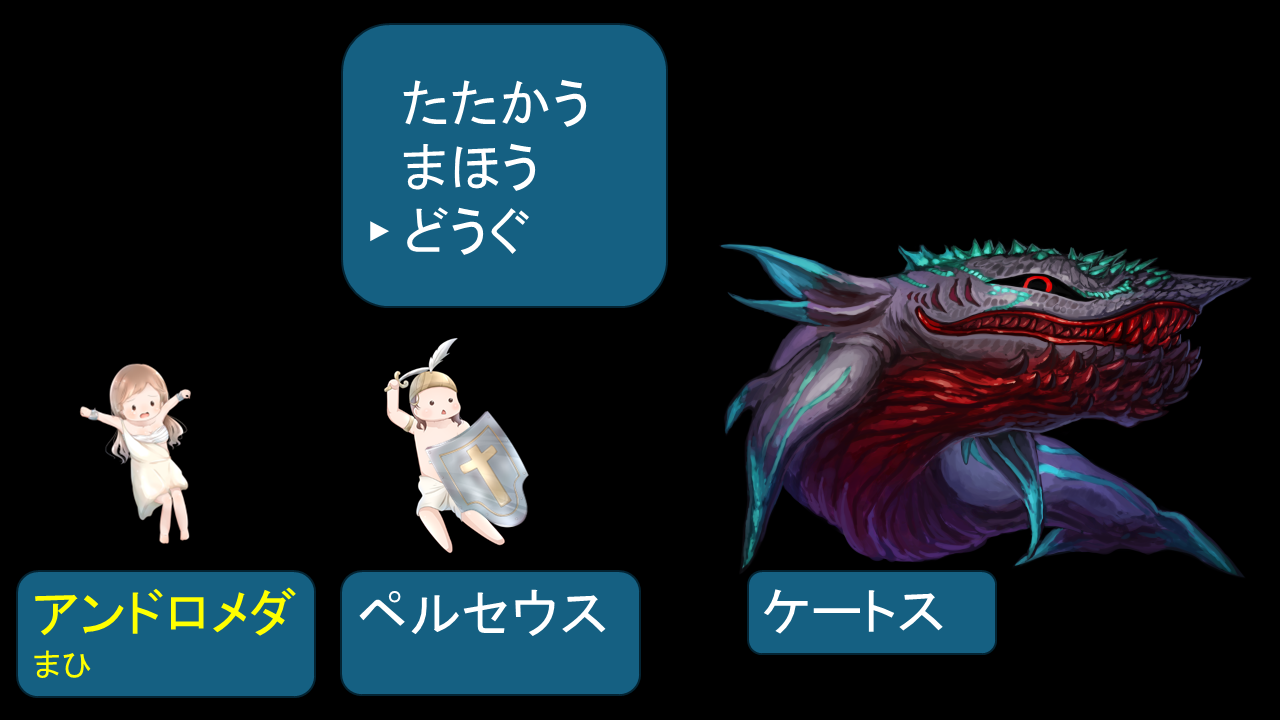 たたかう
まほう
▶どうぐ
アンドロメダ
まひ
ペルセウス
ケートス